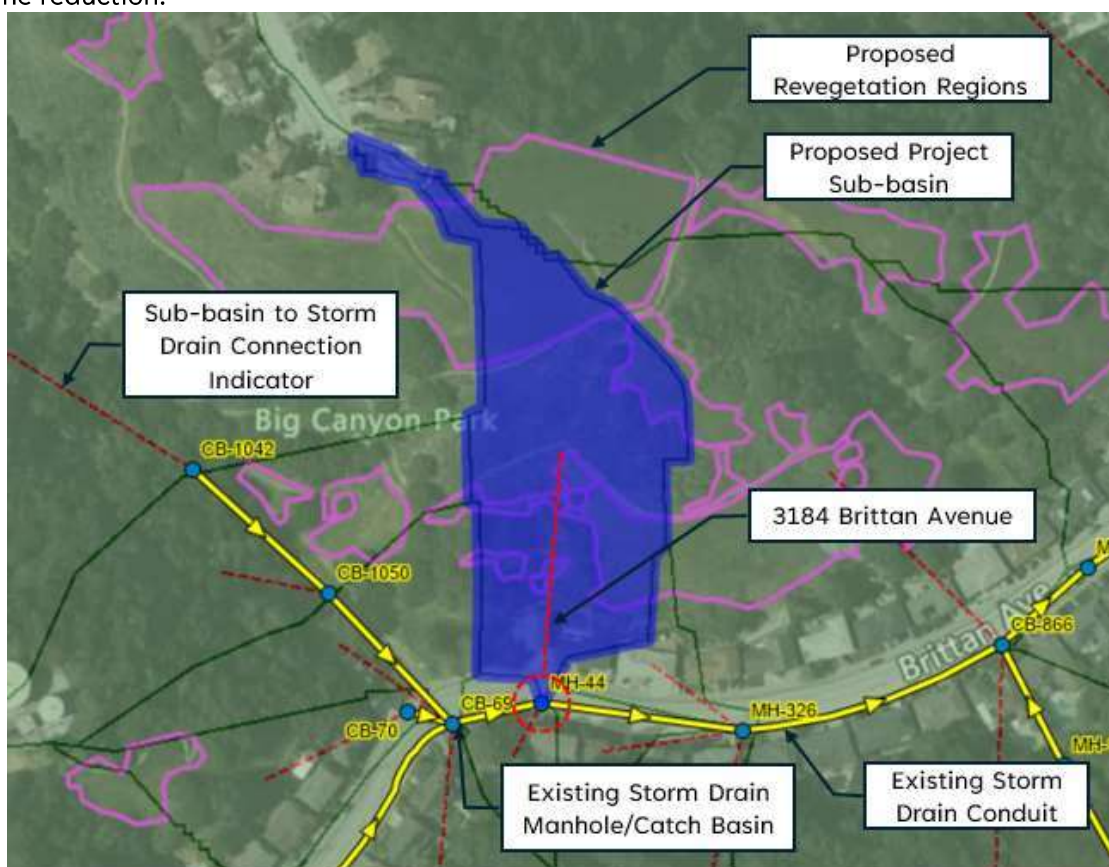 Proposed
Revegetation Regions
Proposed Project
Sub-basin
Sub-basin to Storm
Drain Connection
Indicator
Big Canyon Park
CB-1042
3184 Brittan Avenue
CB-1050
Brittan Ave
CB-866
MH-44
CB-69
CB-70
MH-326
Existing Storm Drain
Manhole/Catch Basin
Existing Storm
Drain Conduit